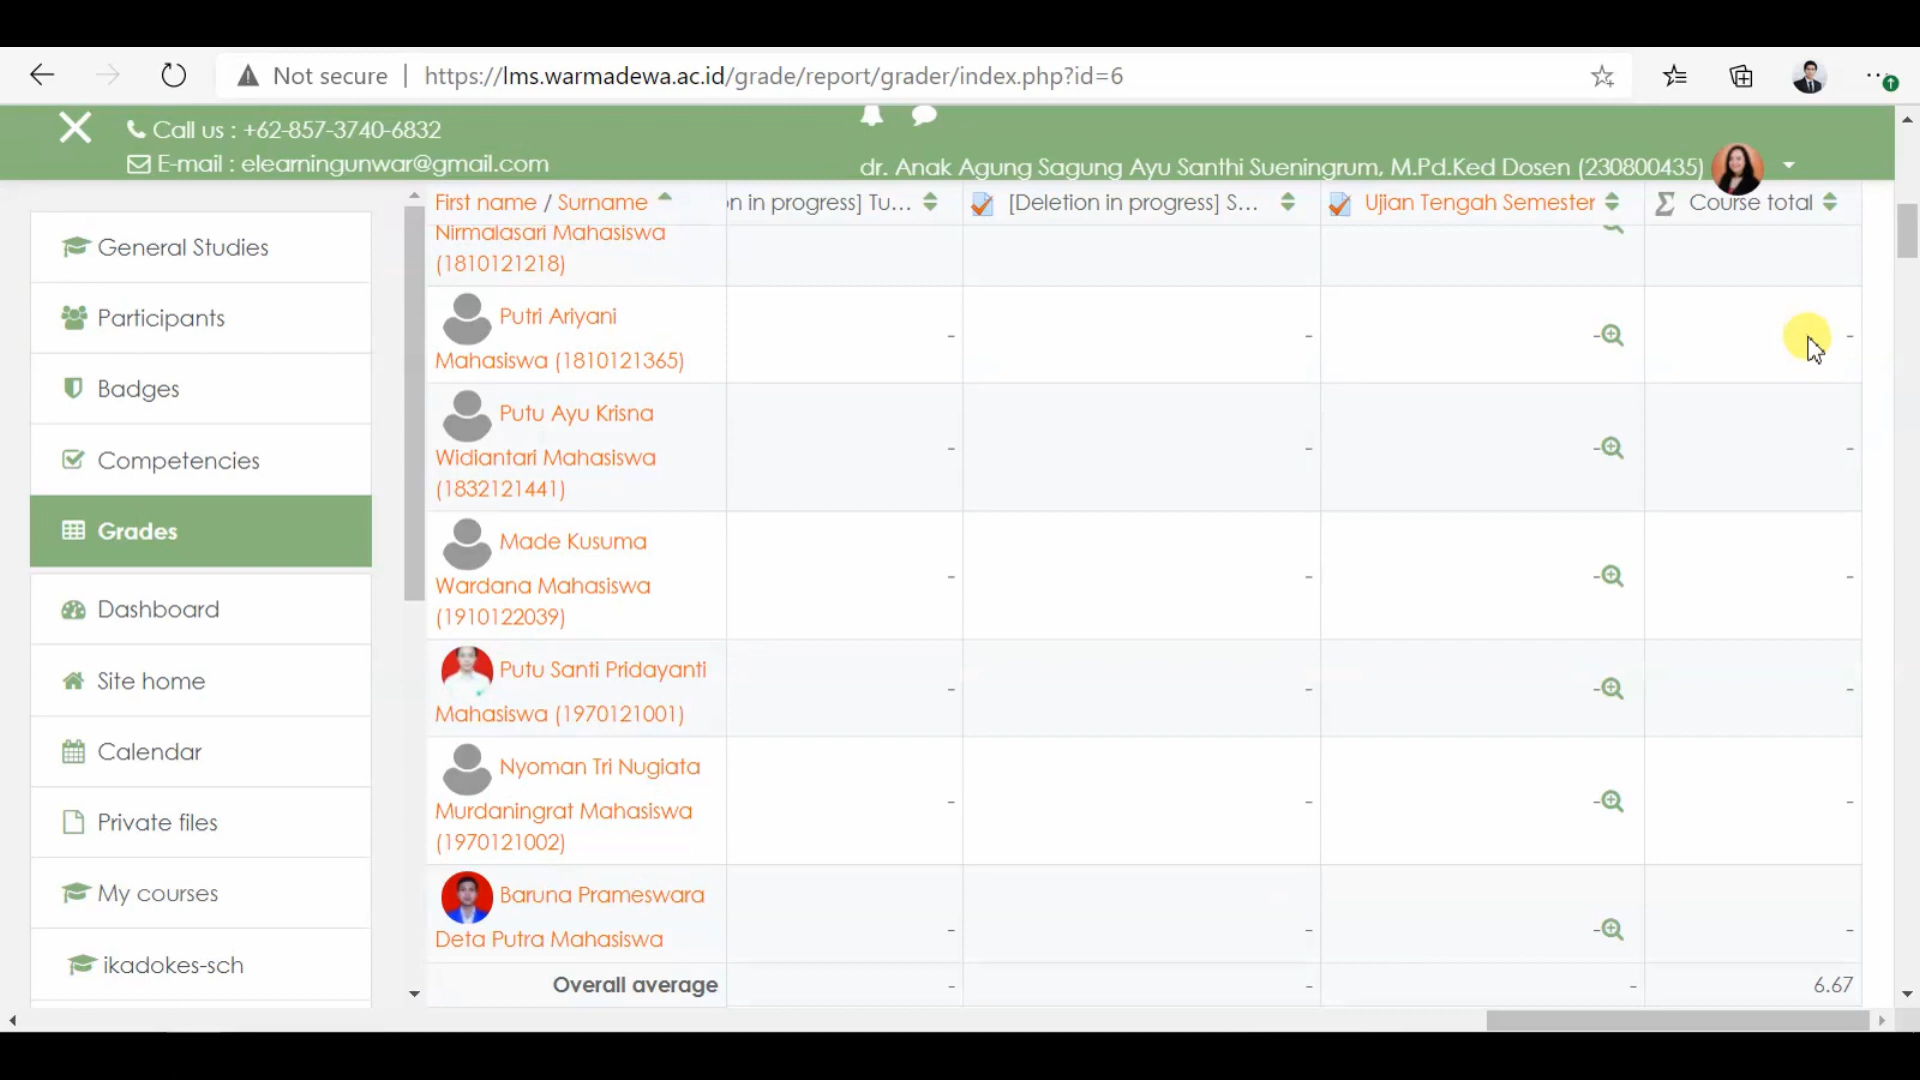 Not secure | https://lms.warmadewa.ac.id/grade/report/grader/index.php?id=6
Call us : +62-857-3740-6832
E-mail : elearningunwar@gmail.com
dr. Anak Agung Sagung Ayu Santhi Sueningrum, M.Pd.Ked Dosen (230800435)
General Studies
Participants
Badges
Competencies
Grades
Dashboard
Site home
Calendar
Private files
My courses
ikadokes-sch
First name / Surname
n in progress] Tu...
[Deletion in progress] S...
Ujian Tengah Semester
Σ Course total
Nirmalasari Mahasiswa
(1810121218)
Putri Ariyani
Mahasiswa (1810121365)
- - - -
Putu Ayu Krisna
Widiantari Mahasiswa
(1832121441)
- - - -
Made Kusuma
Wardana Mahasiswa
(1910122039)
- - - -
Putu Santi Pridayanti
Mahasiswa (1970121001)
- - - -
Nyoman Tri Nugiata
Murdaningrat Mahasiswa
(1970121002)
- - - -
Baruna Prameswara
Deta Putra Mahasiswa
- - - -
Overall average - - - 6.67